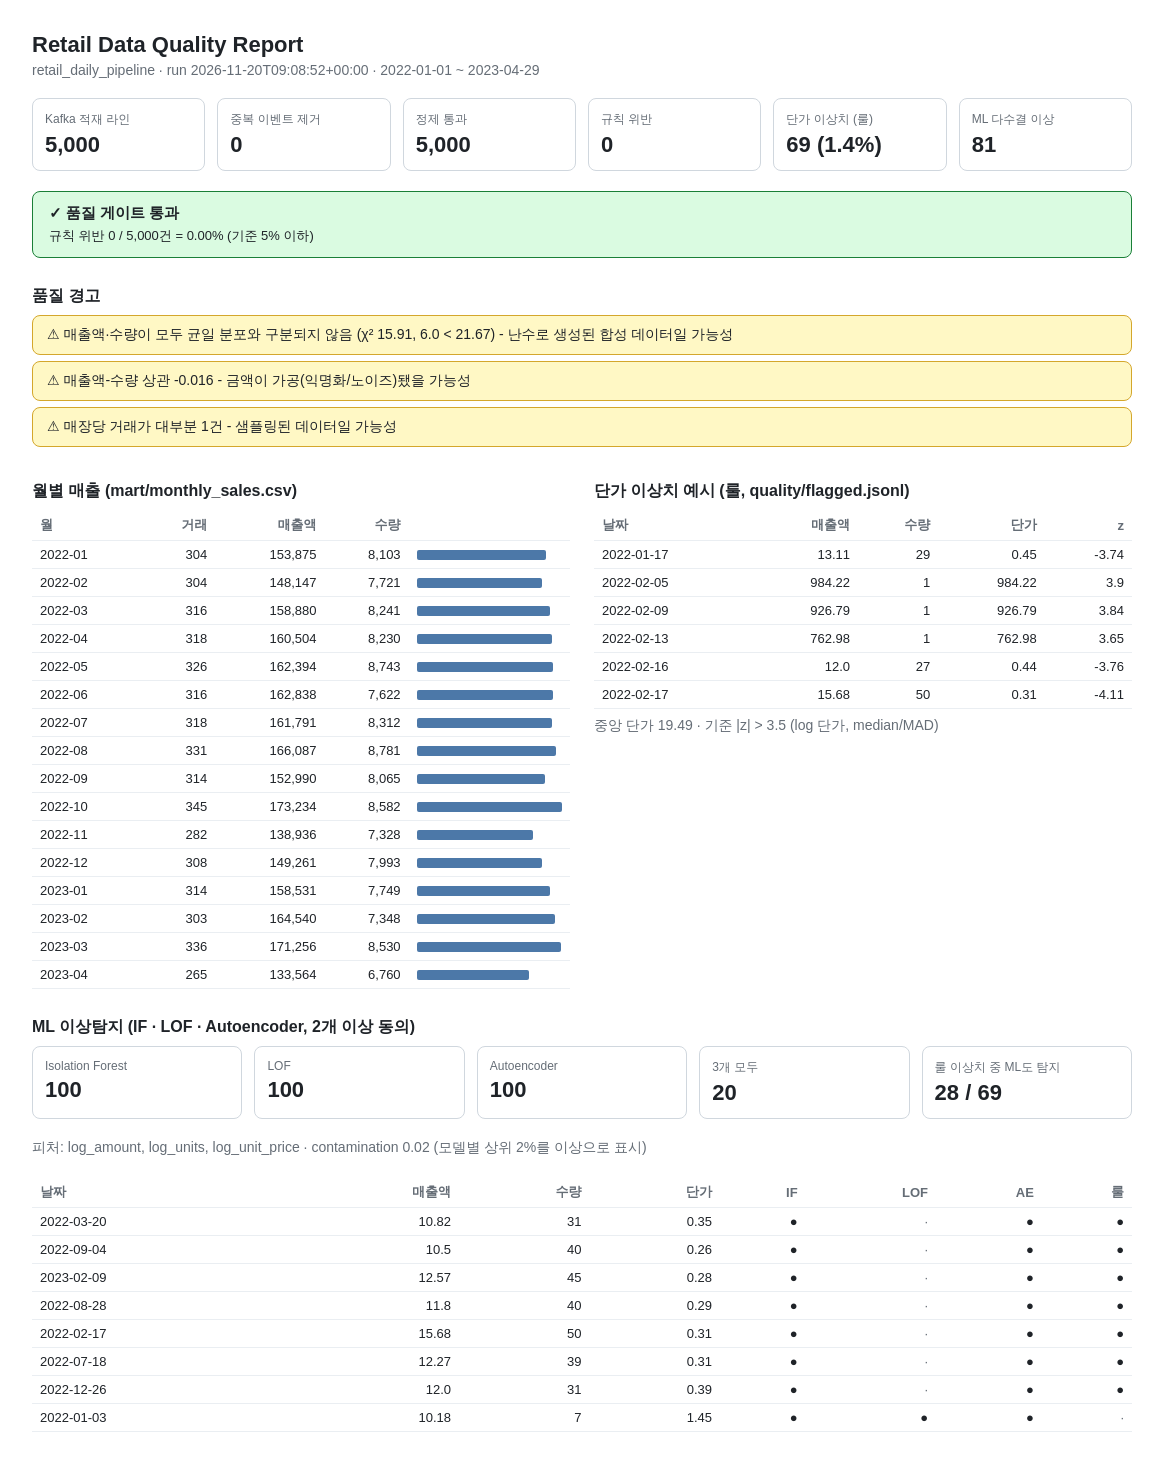 Retail Data Quality Report
retail_daily_pipeline · run 2026-11-20T09:08:52+00:00 · 2022-01-01 ~ 2023-04-29
Kafka 적재 라인
5,000
중복 이벤트 제거
0
정제 통과
5,000
규칙 위반
0
단가 이상치 (룰)
69 (1.4%)
ML 다수결 이상
81
✓ 품질 게이트 통과
규칙 위반 0 / 5,000건 = 0.00% (기준 5% 이하)
품질 경고
⚠ 매출액·수량이 모두 균일 분포와 구분되지 않음 (χ² 15.91, 6.0 < 21.67) - 난수로 생성된 합성 데이터일 가능성
⚠ 매출액-수량 상관 -0.016 - 금액이 가공(익명화/노이즈)됐을 가능성
⚠ 매장당 거래가 대부분 1건 - 샘플링된 데이터일 가능성
월별 매출 (mart/monthly_sales.csv)
월 거래 매출액 수량
2022-01 304 153,875 8,103
2022-02 304 148,147 7,721
2022-03 316 158,880 8,241
2022-04 318 160,504 8,230
2022-05 326 162,394 8,743
2022-06 316 162,838 7,622
2022-07 318 161,791 8,312
2022-08 331 166,087 8,781
2022-09 314 152,990 8,065
2022-10 345 173,234 8,582
2022-11 282 138,936 7,328
2022-12 308 149,261 7,993
2023-01 314 158,531 7,749
2023-02 303 164,540 7,348
2023-03 336 171,256 8,530
2023-04 265 133,564 6,760
단가 이상치 예시 (룰, quality/flagged.jsonl)
날짜 매출액 수량 단가 z
2022-01-17 13.11 29 0.45 -3.74
2022-02-05 984.22 1 984.22 3.9
2022-02-09 926.79 1 926.79 3.84
2022-02-13 762.98 1 762.98 3.65
2022-02-16 12.0 27 0.44 -3.76
2022-02-17 15.68 50 0.31 -4.11
중앙 단가 19.49 · 기준 |z| > 3.5 (log 단가, median/MAD)
ML 이상탐지 (IF · LOF · Autoencoder, 2개 이상 동의)
Isolation Forest
100
LOF
100
Autoencoder
100
3개 모두
20
룰 이상치 중 ML도 탐지
28 / 69
피처: log_amount, log_units, log_unit_price · contamination 0.02 (모델별 상위 2%를 이상으로 표시)
날짜 매출액 수량 단가 IF LOF AE 룰
2022-03-20 10.82 31 0.35 ● · ● ●
2022-09-04 10.5 40 0.26 ● · ● ●
2023-02-09 12.57 45 0.28 ● · ● ●
2022-08-28 11.8 40 0.29 ● · ● ●
2022-02-17 15.68 50 0.31 ● · ● ●
2022-07-18 12.27 39 0.31 ● · ● ●
2022-12-26 12.0 31 0.39 ● · ● ●
2022-01-03 10.18 7 1.45 ● ● ● ·